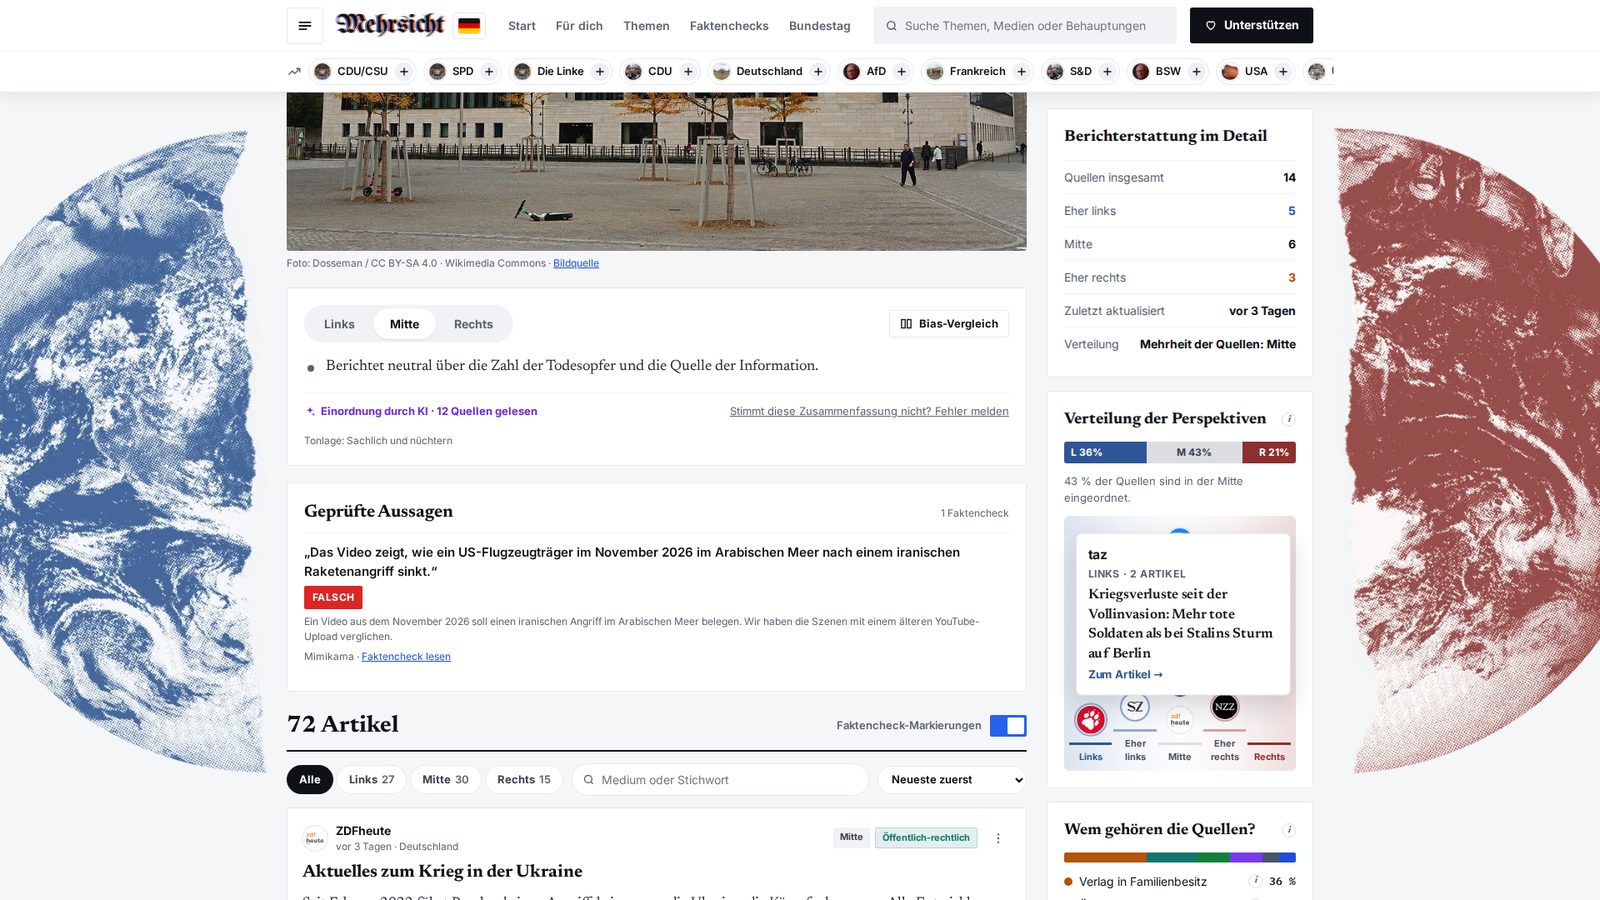 Mehrsicht
Start Für dich Themen Faktenchecks Bundestag
Suche Themen, Medien oder Behauptungen
Unterstützen
CDU/CSU + SPD + Die Linke + CDU + Deutschland + AfD + Frankreich + S&D + BSW + USA +
Foto: Dosseman / CC BY-SA 4.0 · Wikimedia Commons · Bildquelle
Links Mitte Rechts
Bias-Vergleich
Berichtet neutral über die Zahl der Todesopfer und die Quelle der Information.
Einordnung durch KI · 12 Quellen gelesen
Stimmt diese Zusammenfassung nicht? Fehler melden
Tonlage: Sachlich und nüchtern
Geprüfte Aussagen
1 Faktencheck
„Das Video zeigt, wie ein US-Flugzeugträger im November 2026 im Arabischen Meer nach einem iranischen
Raketenangriff sinkt.“
FALSCH
Ein Video aus dem November 2026 soll einen iranischen Angriff im Arabischen Meer belegen. Wir haben die Szenen mit einem älteren YouTube-
Upload verglichen.
Mimikama · Faktencheck lesen
72 Artikel
Faktencheck-Markierungen
Alle Links 27 Mitte 30 Rechts 15
Medium oder Stichwort
Neueste zuerst
ZDFheute
vor 3 Tagen · Deutschland
Mitte Öffentlich-rechtlich
Aktuelles zum Krieg in der Ukraine
Berichterstattung im Detail
Quellen insgesamt 14
Eher links 5
Mitte 6
Eher rechts 3
Zuletzt aktualisiert vor 3 Tagen
Verteilung Mehrheit der Quellen: Mitte
Verteilung der Perspektiven i
L 36% M 43% R 21%
43 % der Quellen sind in der Mitte
eingeordnet.
taz
LINKS · 2 ARTIKEL
Kriegsverluste seit der
Vollinvasion: Mehr tote
Soldaten als bei Stalins Sturm
auf Berlin
Zum Artikel →
SZ zdf heute NZZ
Links Eher links Mitte Eher rechts Rechts
Wem gehören die Quellen? i
Verlag in Familienbesitz i 36 %